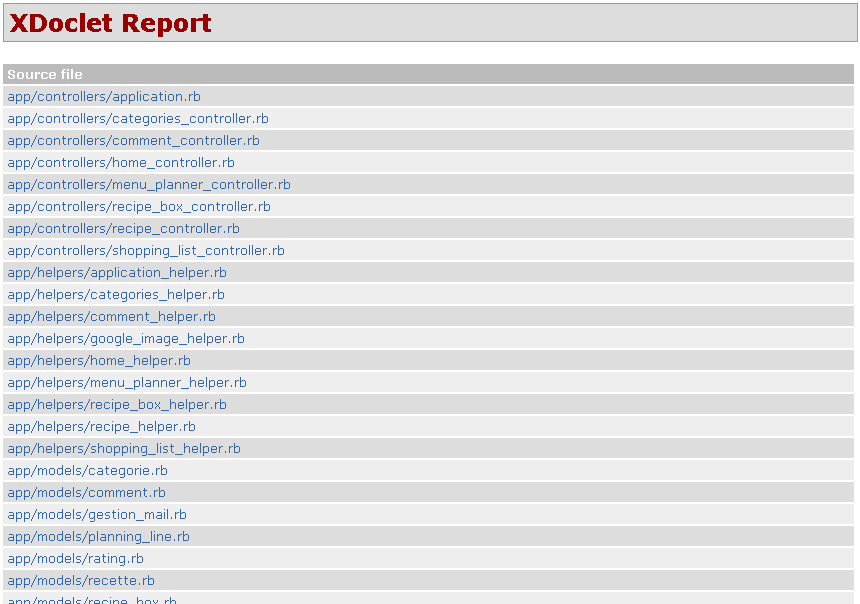 XDoclet Report
Source file
app/controllers/application.rb
app/controllers/categories_controller.rb
app/controllers/comment_controller.rb
app/controllers/home_controller.rb
app/controllers/menu_planner_controller.rb
app/controllers/recipe_box_controller.rb
app/controllers/recipe_controller.rb
app/controllers/shopping_list_controller.rb
app/helpers/application_helper.rb
app/helpers/categories_helper.rb
app/helpers/comment_helper.rb
app/helpers/google_image_helper.rb
app/helpers/home_helper.rb
app/helpers/menu_planner_helper.rb
app/helpers/recipe_box_helper.rb
app/helpers/recipe_helper.rb
app/helpers/shopping_list_helper.rb
app/models/categorie.rb
app/models/comment.rb
app/models/gestion_mail.rb
app/models/planning_line.rb
app/models/rating.rb
app/models/recette.rb
app/models/recipe_box.rb